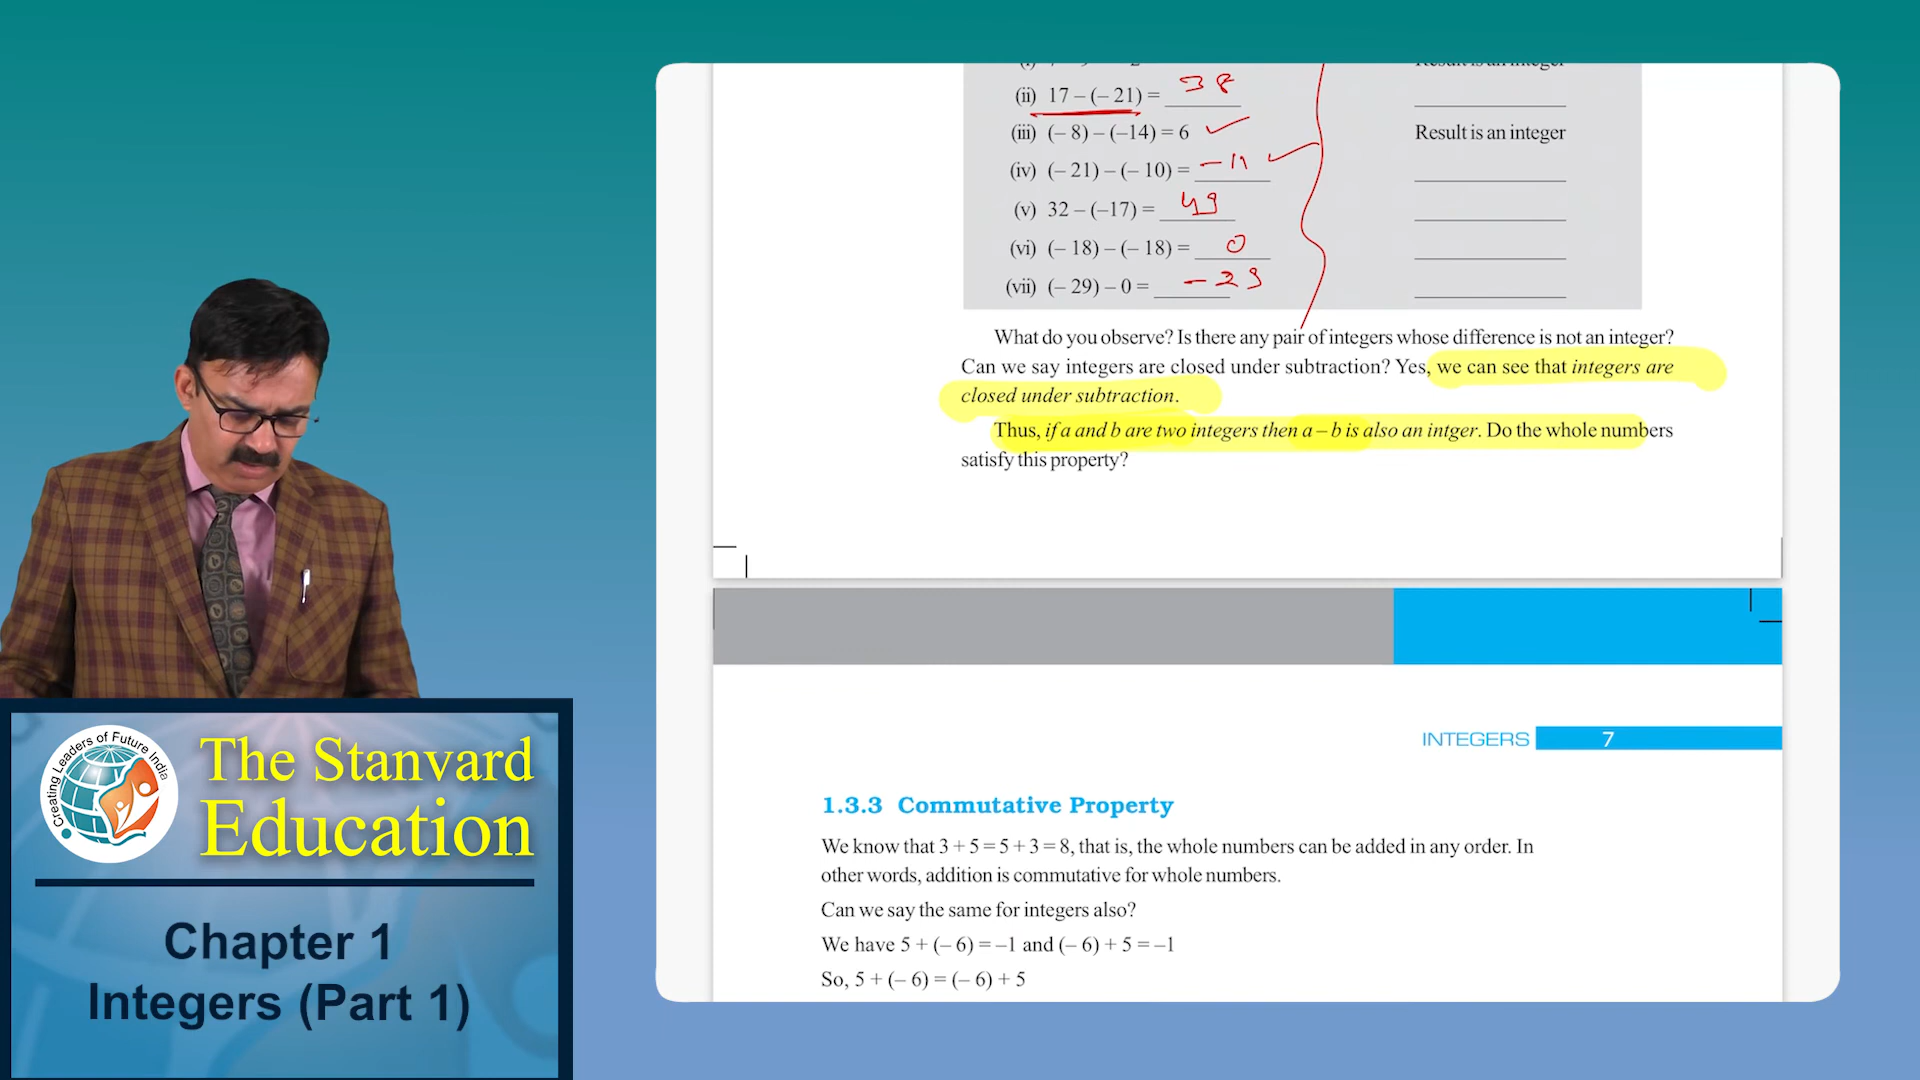 (ii) 17 – (– 21) = 38
(iii) (– 8) – (–14) = 6 Result is an integer
(iv) (– 21) – (– 10) = –11
(v) 32 – (–17) = 49
(vi) (– 18) – (– 18) = 0
(vii) (– 29) – 0 = –29
What do you observe? Is there any pair of integers whose difference is not an integer?
Can we say integers are closed under subtraction? Yes, we can see that integers are
closed under subtraction.
Thus, if a and b are two integers then a – b is also an intger. Do the whole numbers
satisfy this property?
INTEGERS 7
1.3.3 Commutative Property
We know that 3 + 5 = 5 + 3 = 8, that is, the whole numbers can be added in any order. In
other words, addition is commutative for whole numbers.
Can we say the same for integers also?
We have 5 + (– 6) = –1 and (– 6) + 5 = –1
So, 5 + (– 6) = (– 6) + 5
Creating Leaders of Future India
The Stanvard
Education
Chapter 1
Integers (Part 1)